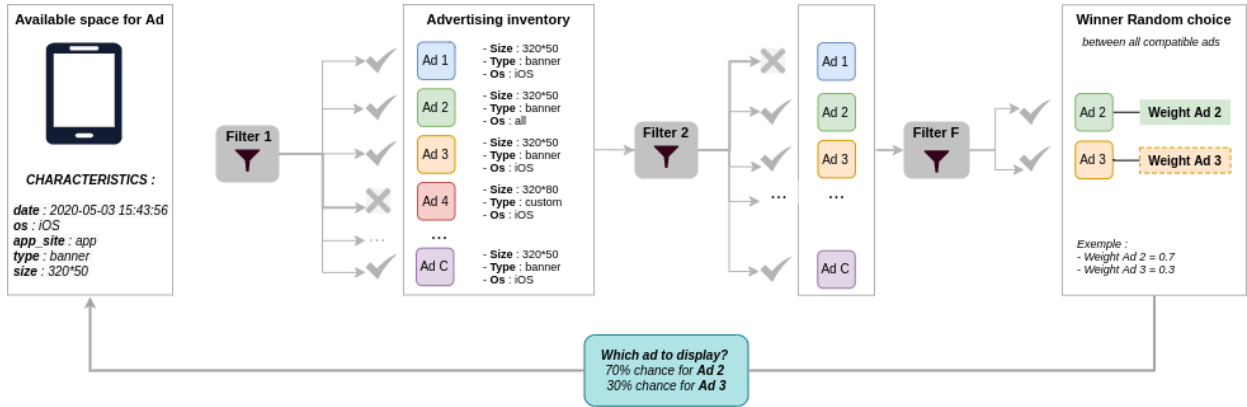 Available space for Ad
CHARACTERISTICS :
date : 2020-05-03 15:43:56
os : iOS
app_site : app
type : banner
size : 320*50
Filter 1
...
Advertising inventory
Ad 1
- Size : 320*50
- Type : banner
- Os : iOS
Ad 2
- Size : 320*50
- Type : banner
- Os : all
Ad 3
- Size : 320*50
- Type : banner
- Os : iOS
Ad 4
- Size : 320*80
- Type : custom
- Os : iOS
...
Ad C
- Size : 320*50
- Type : banner
- Os : iOS
Filter 2
...
...
Ad 1
Ad 2
Ad 3
...
Ad C
Filter F
Winner Random choice
between all compatible ads
Ad 2
Weight Ad 2
Ad 3
Weight Ad 3
Exemple :
- Weight Ad 2 = 0.7
- Weight Ad 3 = 0.3
Which ad to display?
70% chance for Ad 2
30% chance for Ad 3